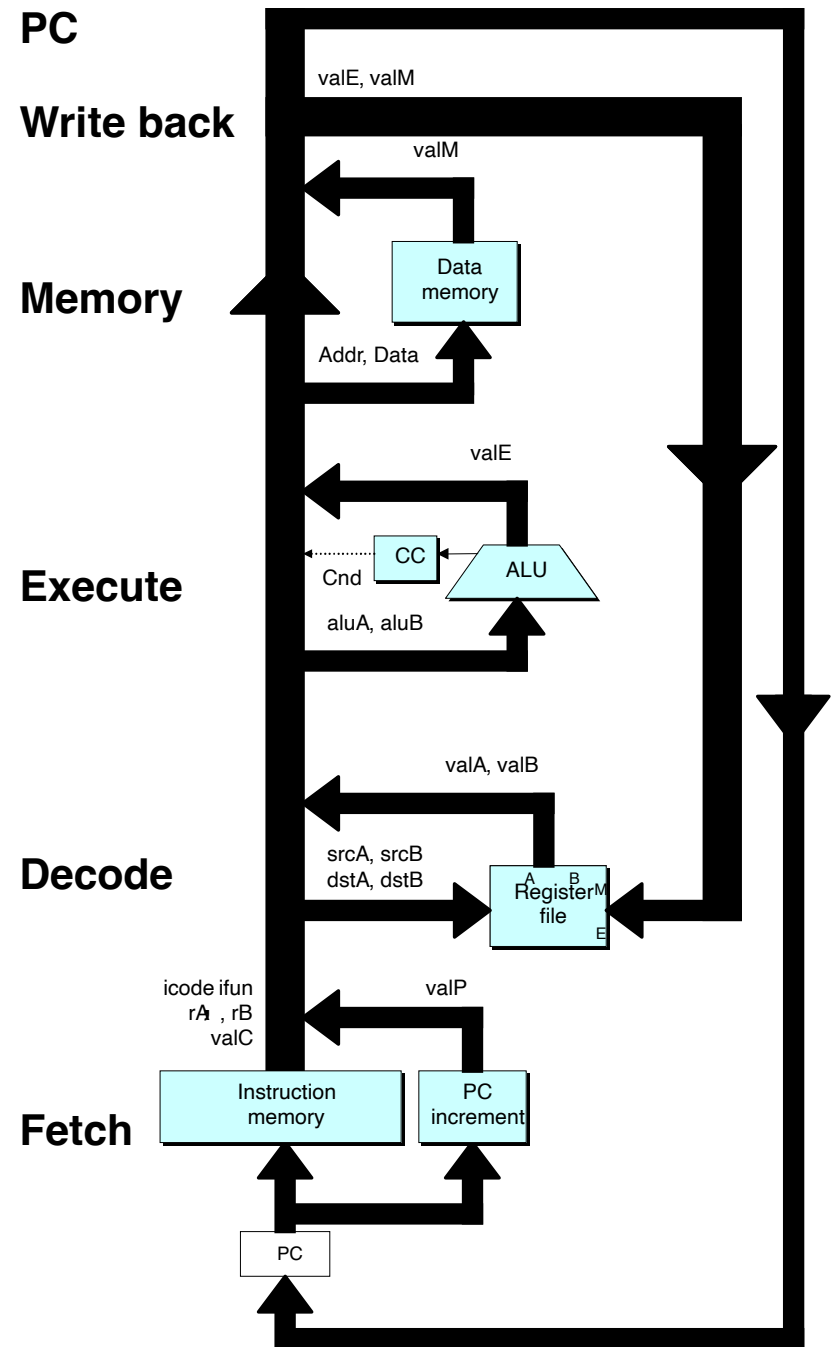 PC
valE, valM
Write back
valM
Data
memory
Memory
Addr, Data
valE
CC
ALU
Cnd
Execute
aluA, aluB
valA, valB
srcA, srcB
dstA, dstB
Decode
A B
Register M
file
E
icode ifun
rA , rB
valC
valP
Instruction
memory
PC
increment
Fetch
PC